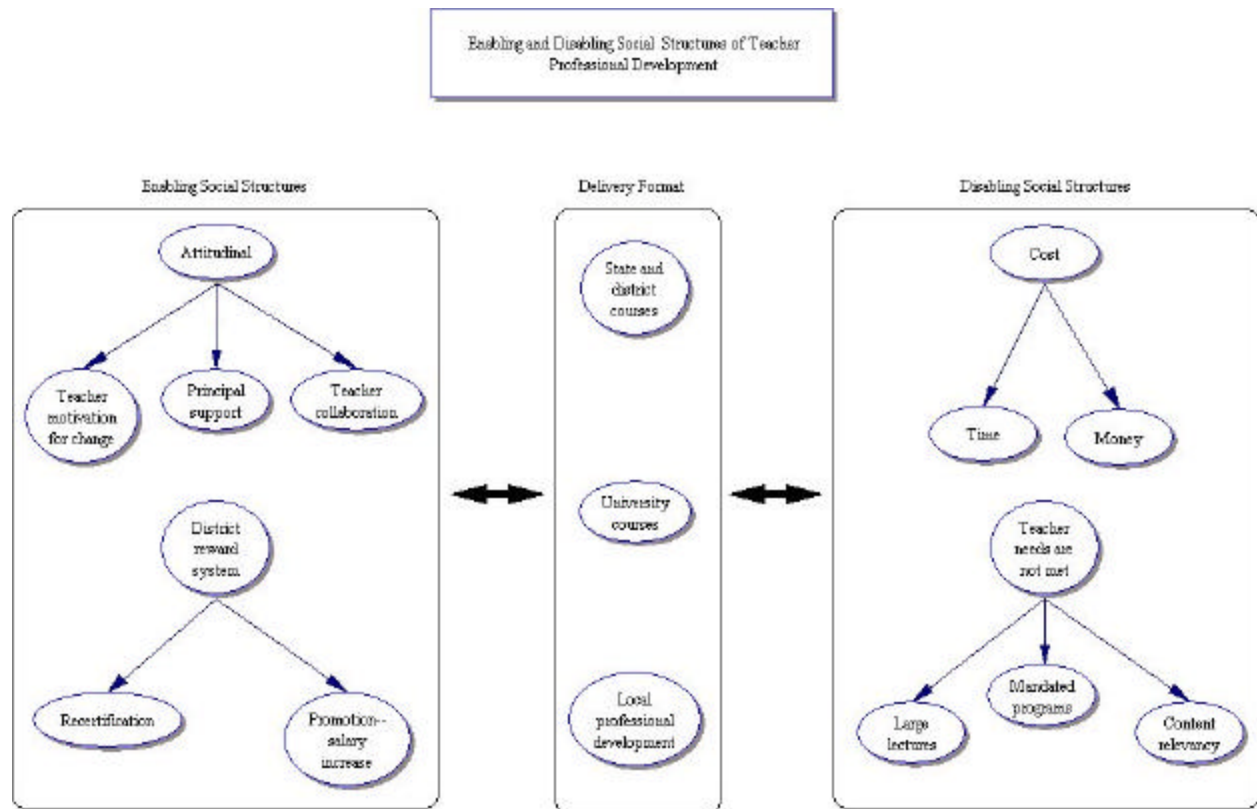 Enabling and Disabling Social Structures of Teacher
Professional Development
Enabling Social Structures
Attitudinal
Teacher
motivation
for change
Principal
support
Teacher
collaboration
District
reward
system
Recertification
Promotion--
salary
increase
Delivery Format
State and
district
courses
University
courses
Local
professional
development
Disabling Social Structures
Cost
Time
Money
Teacher
needs are
not met
Large
lectures
Mandated
programs
Content
relevancy